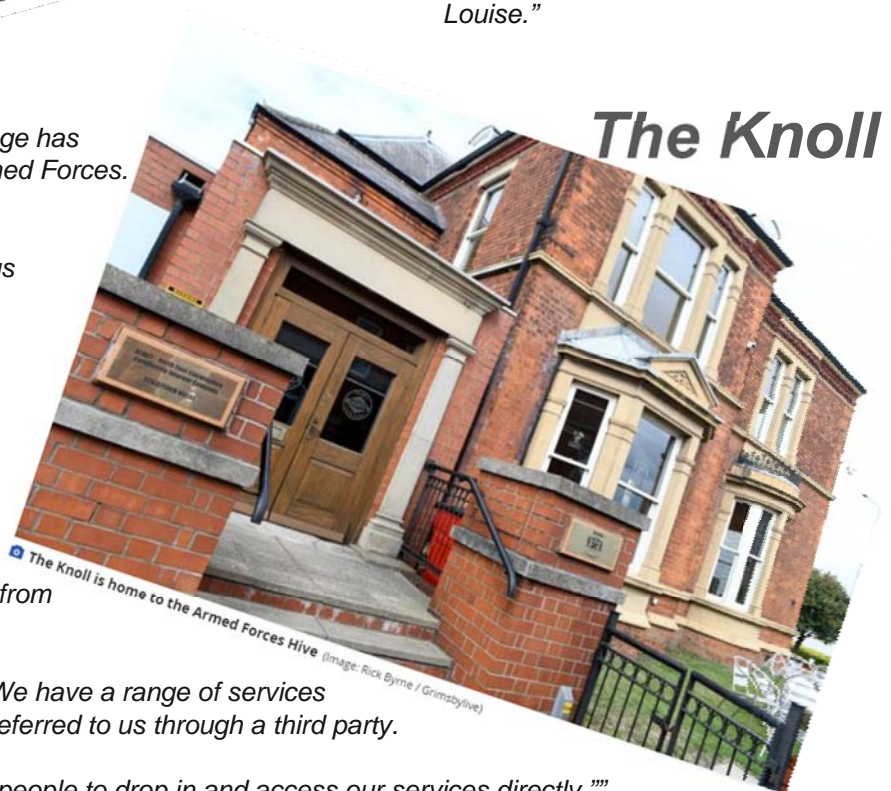 Louise.”
The Knoll
ge has
ned Forces.
us
The Knoll is home to the Armed Forces Hive (Image: Rick Byrne / Grimsbylive)
from
We have a range of services
eferred to us through a third party.
people to drop in and access our services directly.””